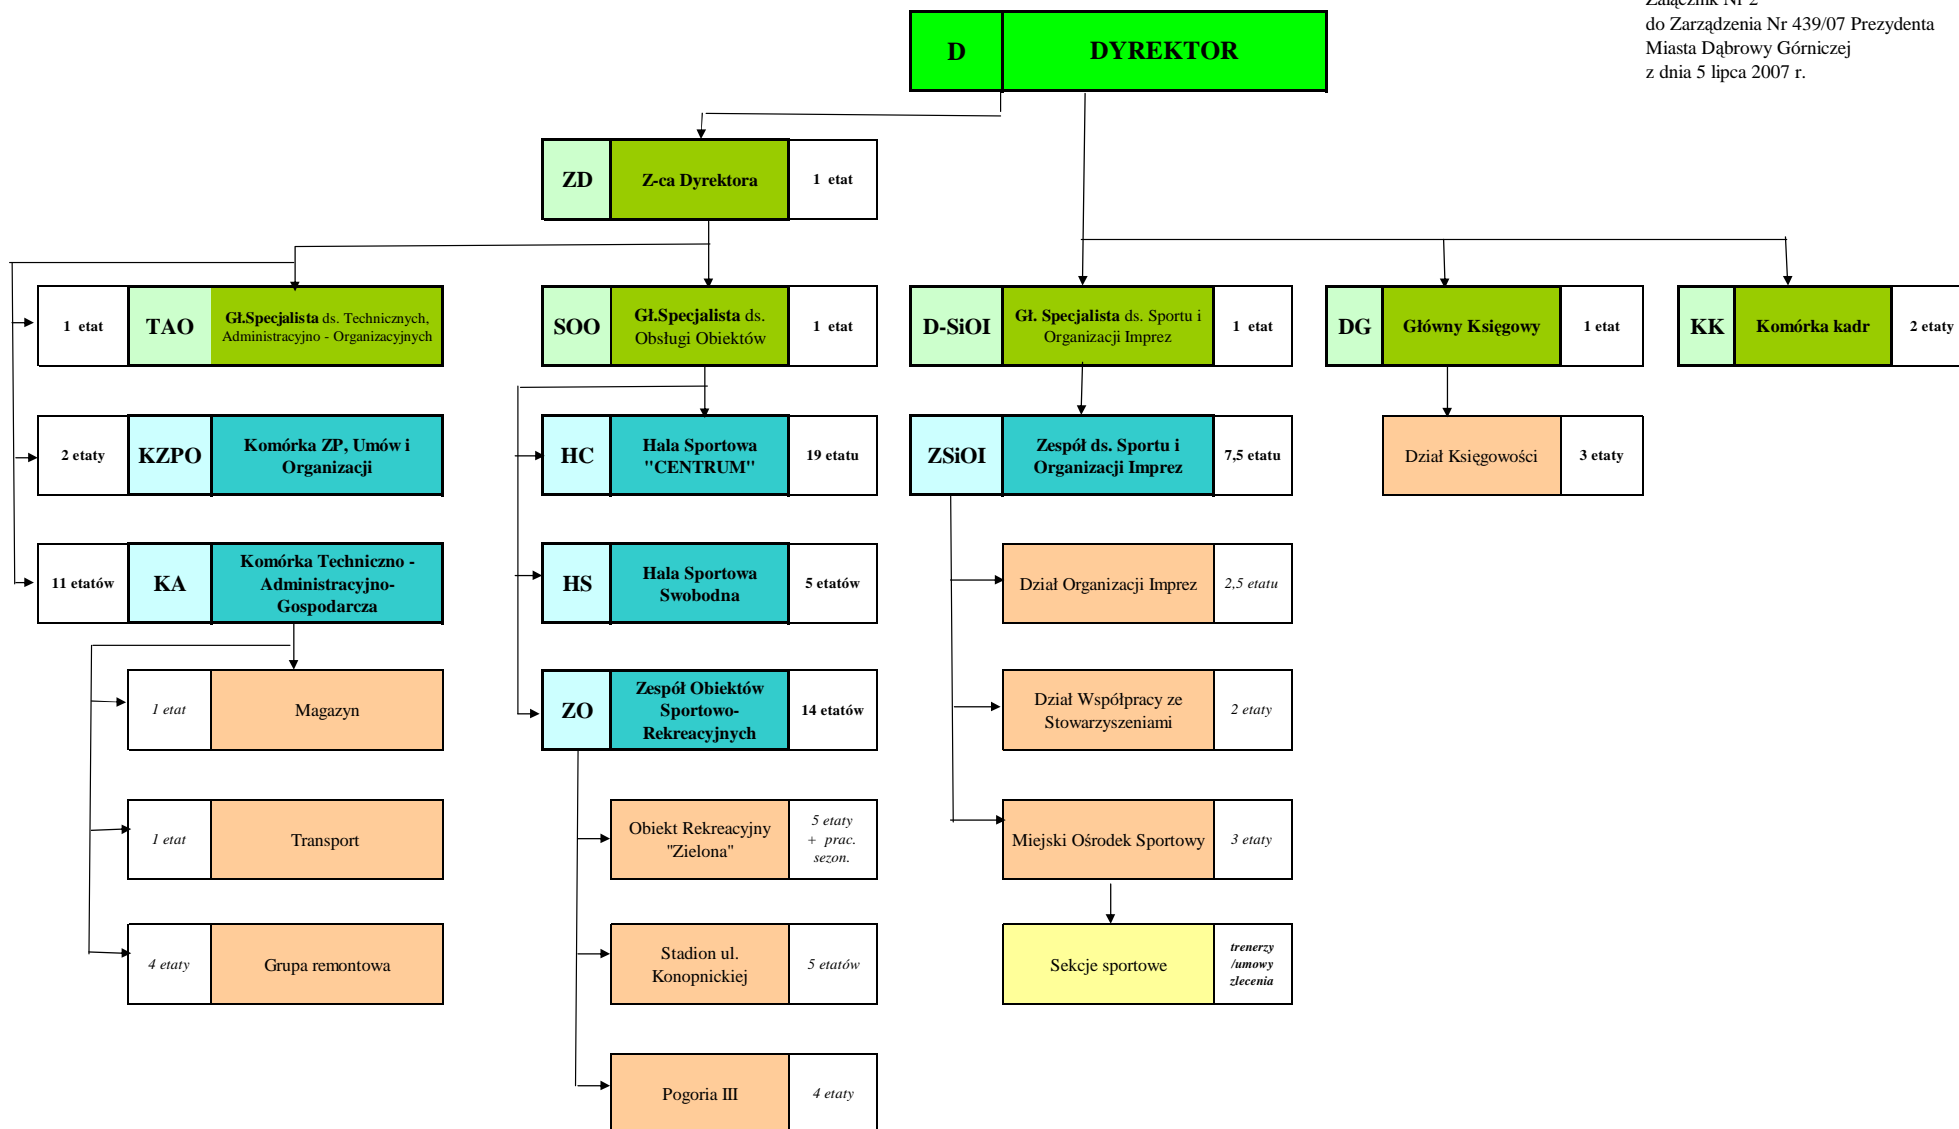 Załącznik Nr 2
do Zarządzenia Nr 439/07 Prezydenta
Miasta Dąbrowy Górniczej
z dnia 5 lipca 2007 r.
D DYREKTOR
ZD Z-ca Dyrektora 1 etat
1 etat TAO Gł.Specjalista ds. Technicznych,
Administracyjno - Organizacyjnych
SOO Gł.Specjalista ds.
Obsługi Obiektów 1 etat
D-SiOI Gł. Specjalista ds. Sportu i
Organizacji Imprez 1 etat
DG Główny Księgowy 1 etat
KK Komórka kadr 2 etaty
2 etaty KZPO Komórka ZP, Umów i
Organizacji
HC Hala Sportowa
"CENTRUM" 19 etatu
ZSiOI Zespół ds. Sportu i
Organizacji Imprez 7,5 etatu
Dział Księgowości 3 etaty
11 etatów KA Komórka Techniczno -
Administracyjno-
Gospodarcza
HS Hala Sportowa
Swobodna 5 etatów
Dział Organizacji Imprez 2,5 etatu
1 etat Magazyn
ZO Zespół Obiektów
Sportowo-
Rekreacyjnych 14 etatów
Dział Współpracy ze
Stowarzyszeniami 2 etaty
1 etat Transport
Obiekt Rekreacyjny
"Zielona"
5 etaty
+ prac.
sezon.
Miejski Ośrodek Sportowy 3 etaty
4 etaty Grupa remontowa
Stadion ul.
Konopnickiej 5 etatów
Sekcje sportowe
trenerzy
/umowy
zlecenia
Pogoria III 4 etaty